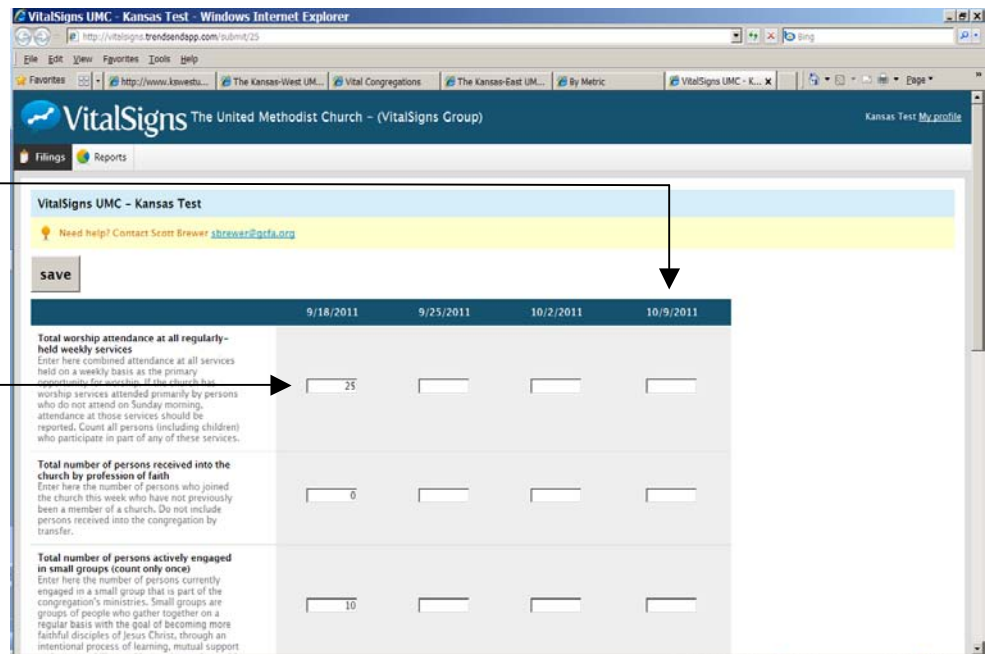 VitalSigns UMC - Kansas Test - Windows Internet Explorer
http://vitalsigns.trendsendapp.com/submit/25
Bing
File Edit View Favorites Tools Help
Favorites http://www.kswestu... The Kansas-West UM... Vital Congregations The Kansas-East UM... By Metric VitalSigns UMC - K... x Page
VitalSigns The United Methodist Church - (VitalSigns Group) Kansas Test My profile
Filings Reports
VitalSigns UMC - Kansas Test
Need help? Contact Scott Brewer sbrewer@gcfa.org
save
9/18/2011 9/25/2011 10/2/2011 10/9/2011
Total worship attendance at all regularly-
held weekly services
Enter here combined attendance at all services
held on a weekly basis as the primary
opportunity for worship. If the church has
worship services attended primarily by persons
who do not attend on Sunday morning,
attendance at those services should be
reported. Count all persons (including children)
who participate in part of any of these services.
25
Total number of persons received into the
church by profession of faith
Enter here the number of persons who joined
the church this week who have not previously
been a member of a church. Do not include
persons received into the congregation by
transfer.
0
Total number of persons actively engaged
in small groups (count only once)
Enter here the number of persons currently
engaged in a small group that is part of the
congregation's ministries. Small groups are
groups of people who gather together on a
regular basis with the goal of becoming more
faithful disciples of Jesus Christ, through an
intentional process of learning, mutual support
10